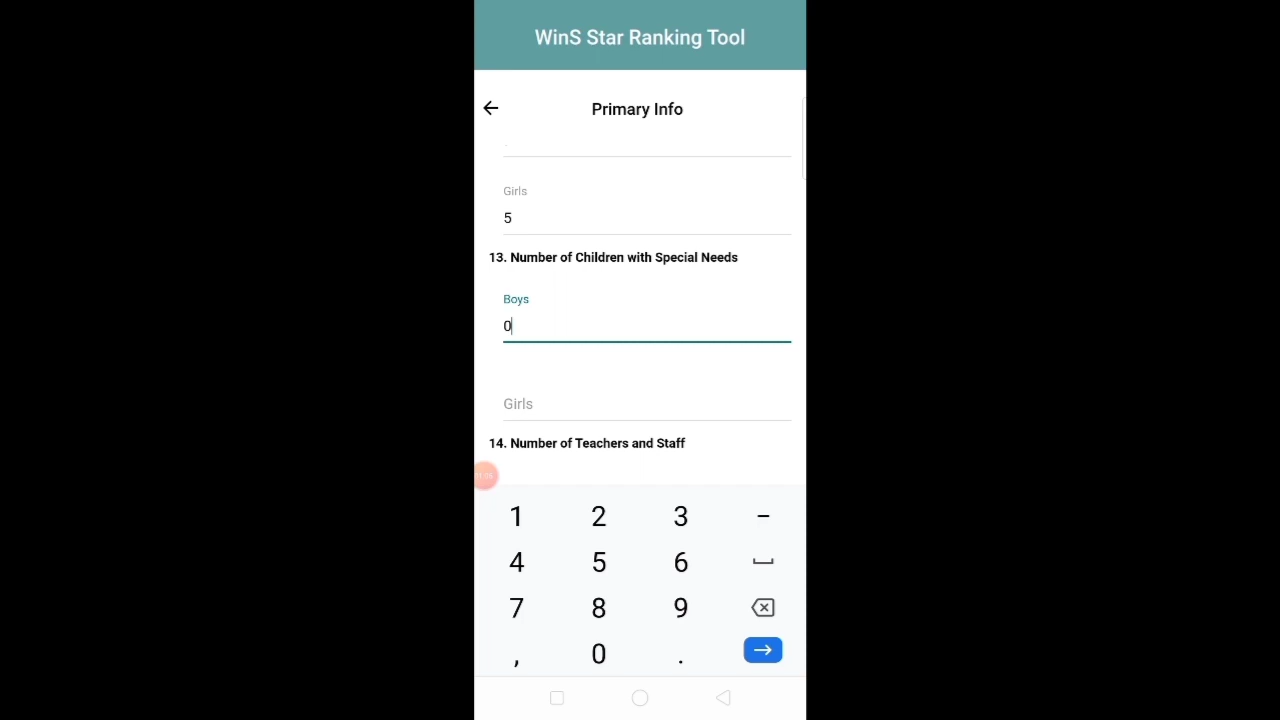 WinS Star Ranking Tool
Primary Info
Girls
5
13. Number of Children with Special Needs
Boys
0
Girls
14. Number of Teachers and Staff
1 2 3 −
4 5 6
7 8 9
, 0 .